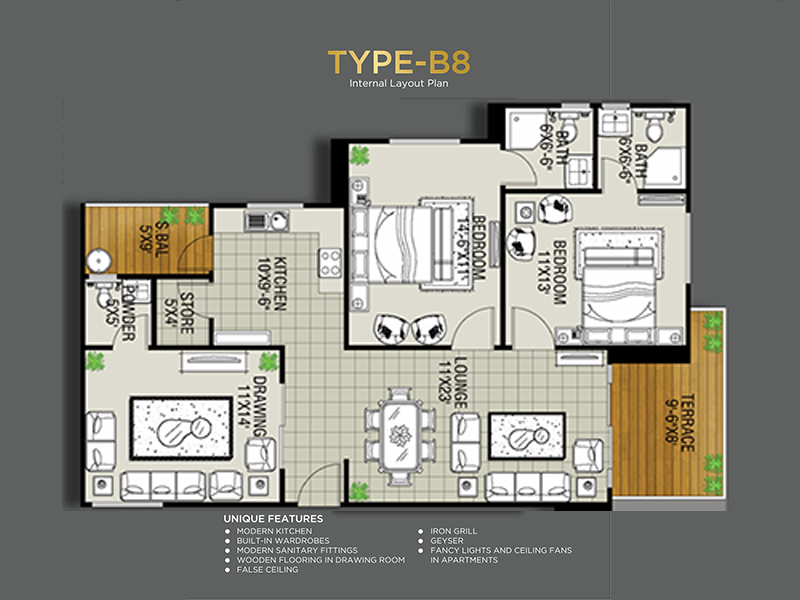 TYPE-B8
Internal Layout Plan
BATH
6'X6'-6"
BATH
6'X6'-6"
S.BAL
5'X9'
KITCHEN
10'X9'-6"
BEDROOM
14'-6"X11'
BEDROOM
11'X13'
POWDER
5'X5'
STORE
5'X4'
DRAWING
11'X14'
LOUNGE
11'X23'
TERRACE
9'-6"X8'
UNIQUE FEATURES
MODERN KITCHEN
BUILT-IN WARDROBES
MODERN SANITARY FITTINGS
WOODEN FLOORING IN DRAWING ROOM
FALSE CEILING
IRON GRILL
GEYSER
FANCY LIGHTS AND CEILING FANS
IN APARTMENTS